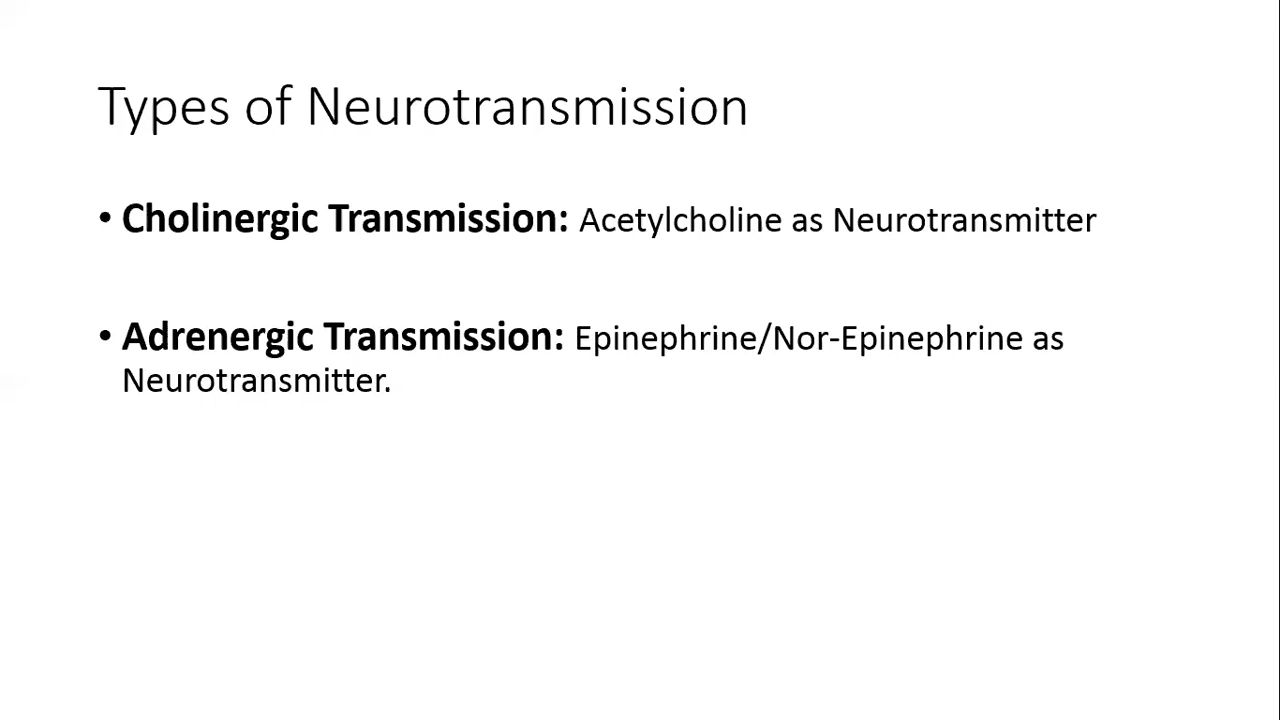 Types of Neurotransmission
• Cholinergic Transmission: Acetylcholine as Neurotransmitter
• Adrenergic Transmission: Epinephrine/Nor-Epinephrine as
Neurotransmitter.